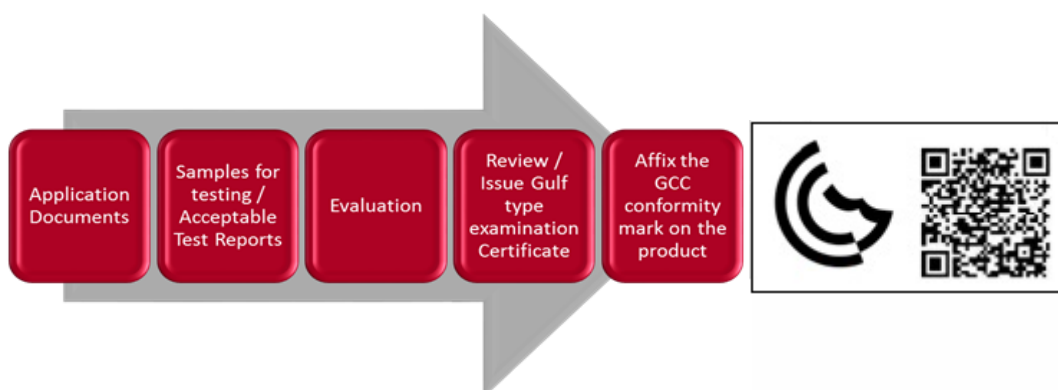 Application
Documents
Samples for
testing /
Acceptable
Test Reports
Evaluation
Review /
Issue Gulf
type
examination
Certificate
Affix the
GCC
conformity
mark on the
product